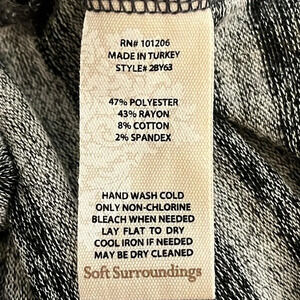 RN# 101206
MADE IN TURKEY
STYLE# 2BY63
47% POLYESTER
43% RAYON
8% COTTON
2% SPANDEX
HAND WASH COLD
ONLY NON-CHLORINE
BLEACH WHEN NEEDED
LAY FLAT TO DRY
COOL IRON IF NEEDED
MAY BE DRY CLEANED
Soft Surroundings